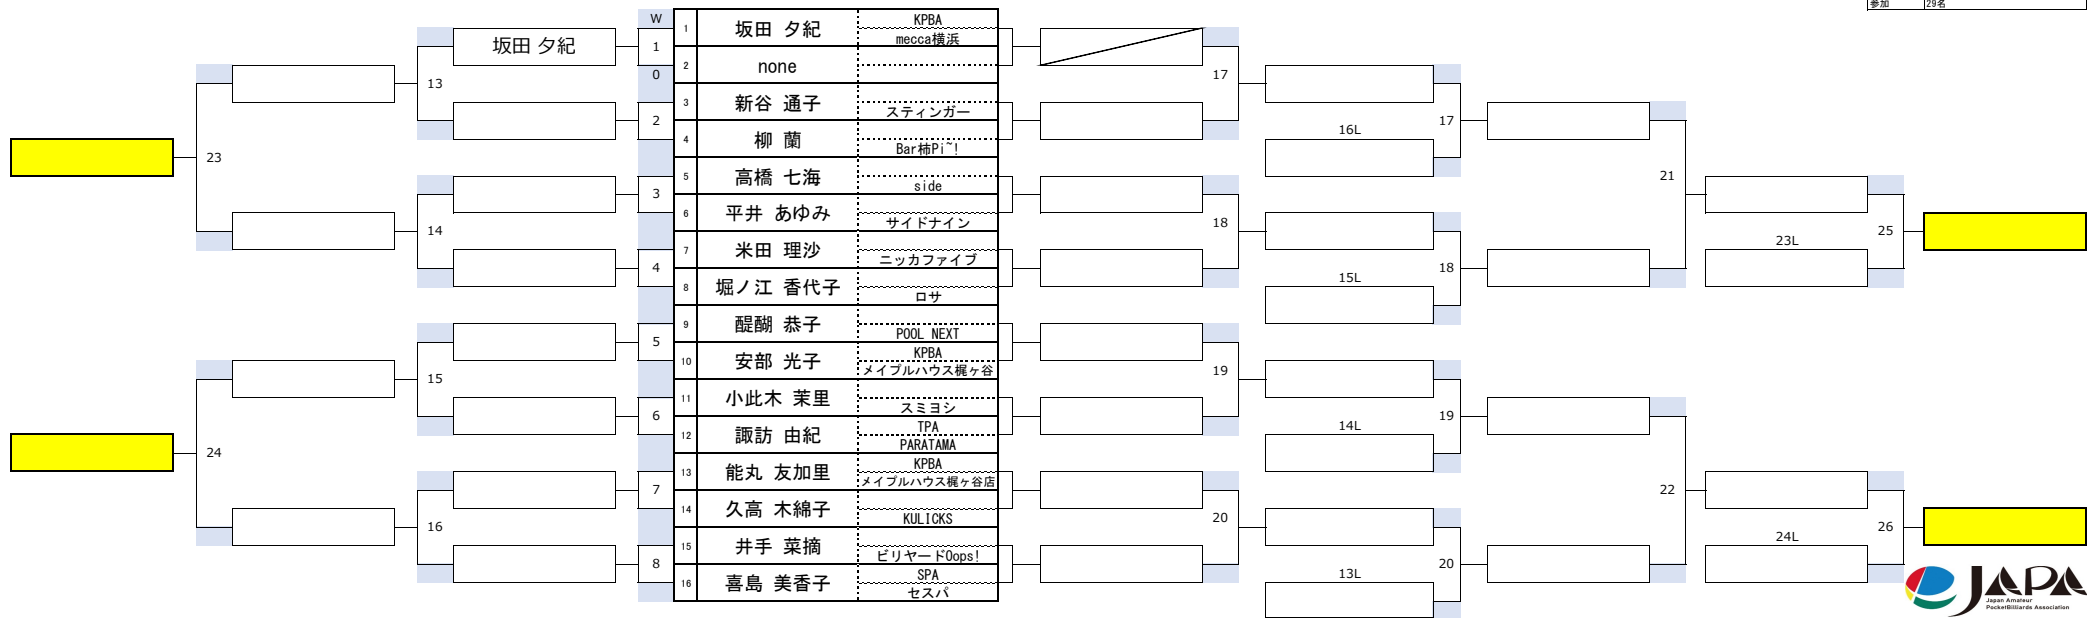 参加 29名
W
1 坂田 夕紀 KPBA mecca横浜
坂田 夕紀 1
0
2 none
3 新谷 通子 スティンガー
2
4 柳 蘭 Bar柿Pi~!
5 高橋 七海 side
3
6 平井 あゆみ サイドナイン
7 米田 理沙 ニッカファイブ
4
8 堀ノ江 香代子 ロサ
9 醍醐 恭子 POOL NEXT
5
10 安部 光子 KPBA メイプルハウス梶ヶ谷
11 小此木 茉里 スミヨシ
6
12 諏訪 由紀 TPA PARATAMA
13 能丸 友加里 KPBA メイプルハウス梶ヶ谷店
7
14 久高 木綿子 KULICKS
15 井手 菜摘 ビリヤードOops!
8
16 喜島 美香子 SPA セスパ
13
14
15
16
23
24
17
18
19
20
16L
15L
14L
13L
17
18
19
20
21
22
23L
24L
25
26
JAPA
Japan Amateur
PocketBilliards Association